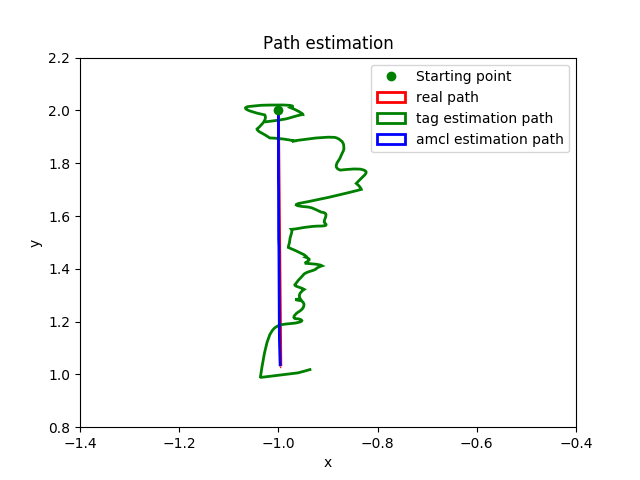 Path estimation
2.2
2.0
1.8
1.6
1.4
1.2
1.0
0.8
y
Starting point
real path
tag estimation path
amcl estimation path
−1.4 −1.2 −1.0 −0.8 −0.6 −0.4
x